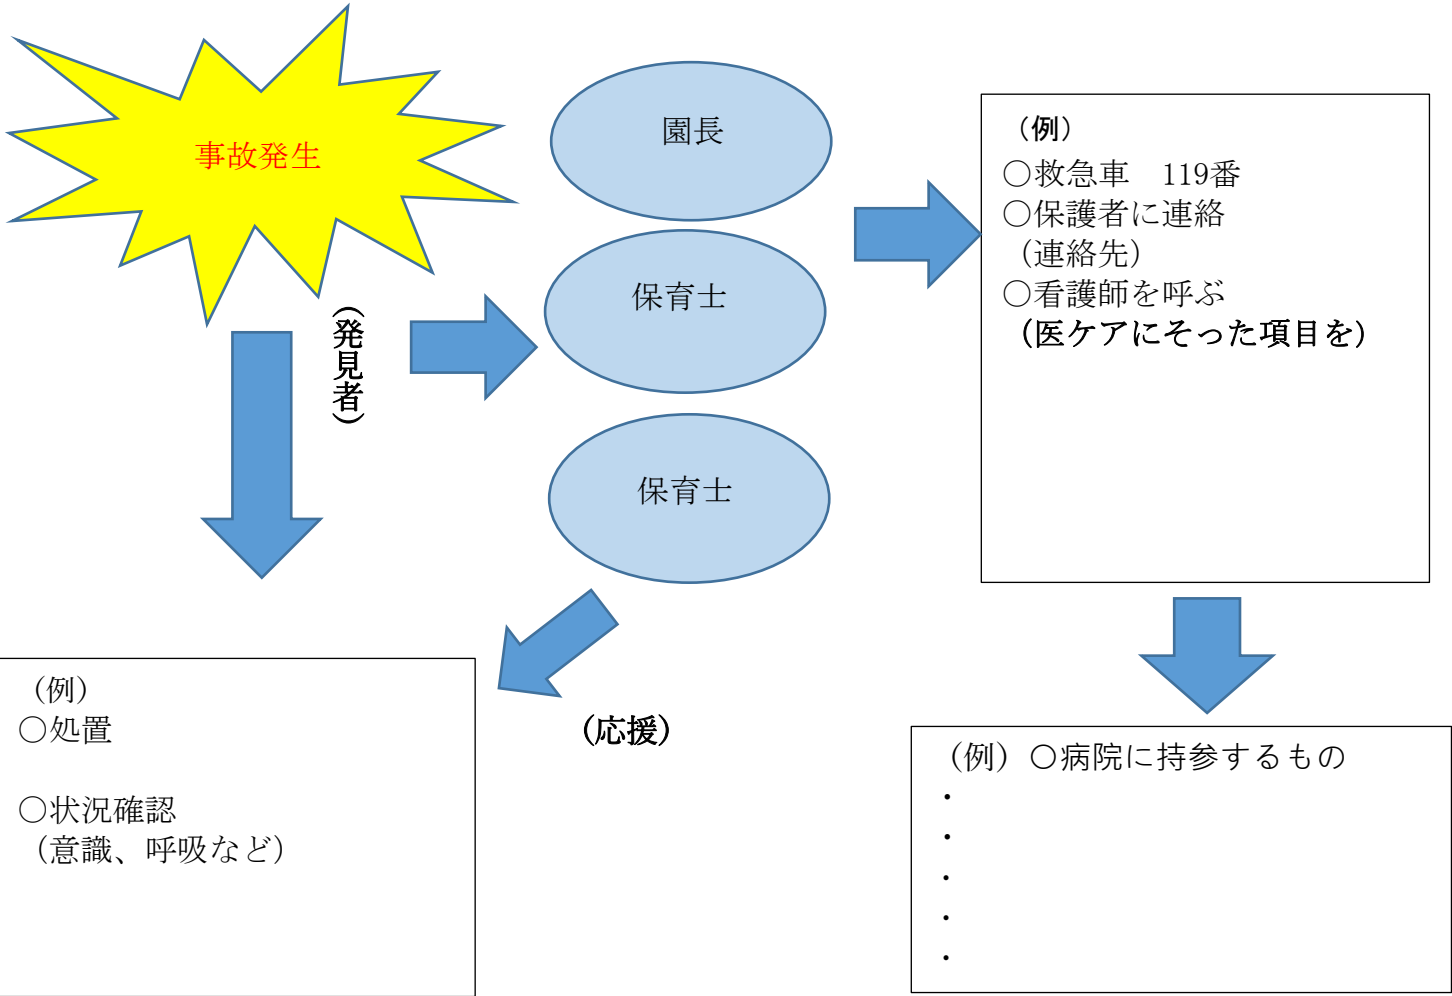 事故発生
(発見者)
園長
保育士
保育士
(応援)
（例）
○救急車　119番
○保護者に連絡
（連絡先）
○看護師を呼ぶ
（医ケアにそった項目を）
（例）
○処置
○状況確認
（意識、呼吸など）
（例）○病院に持参するもの
・
・
・
・
・